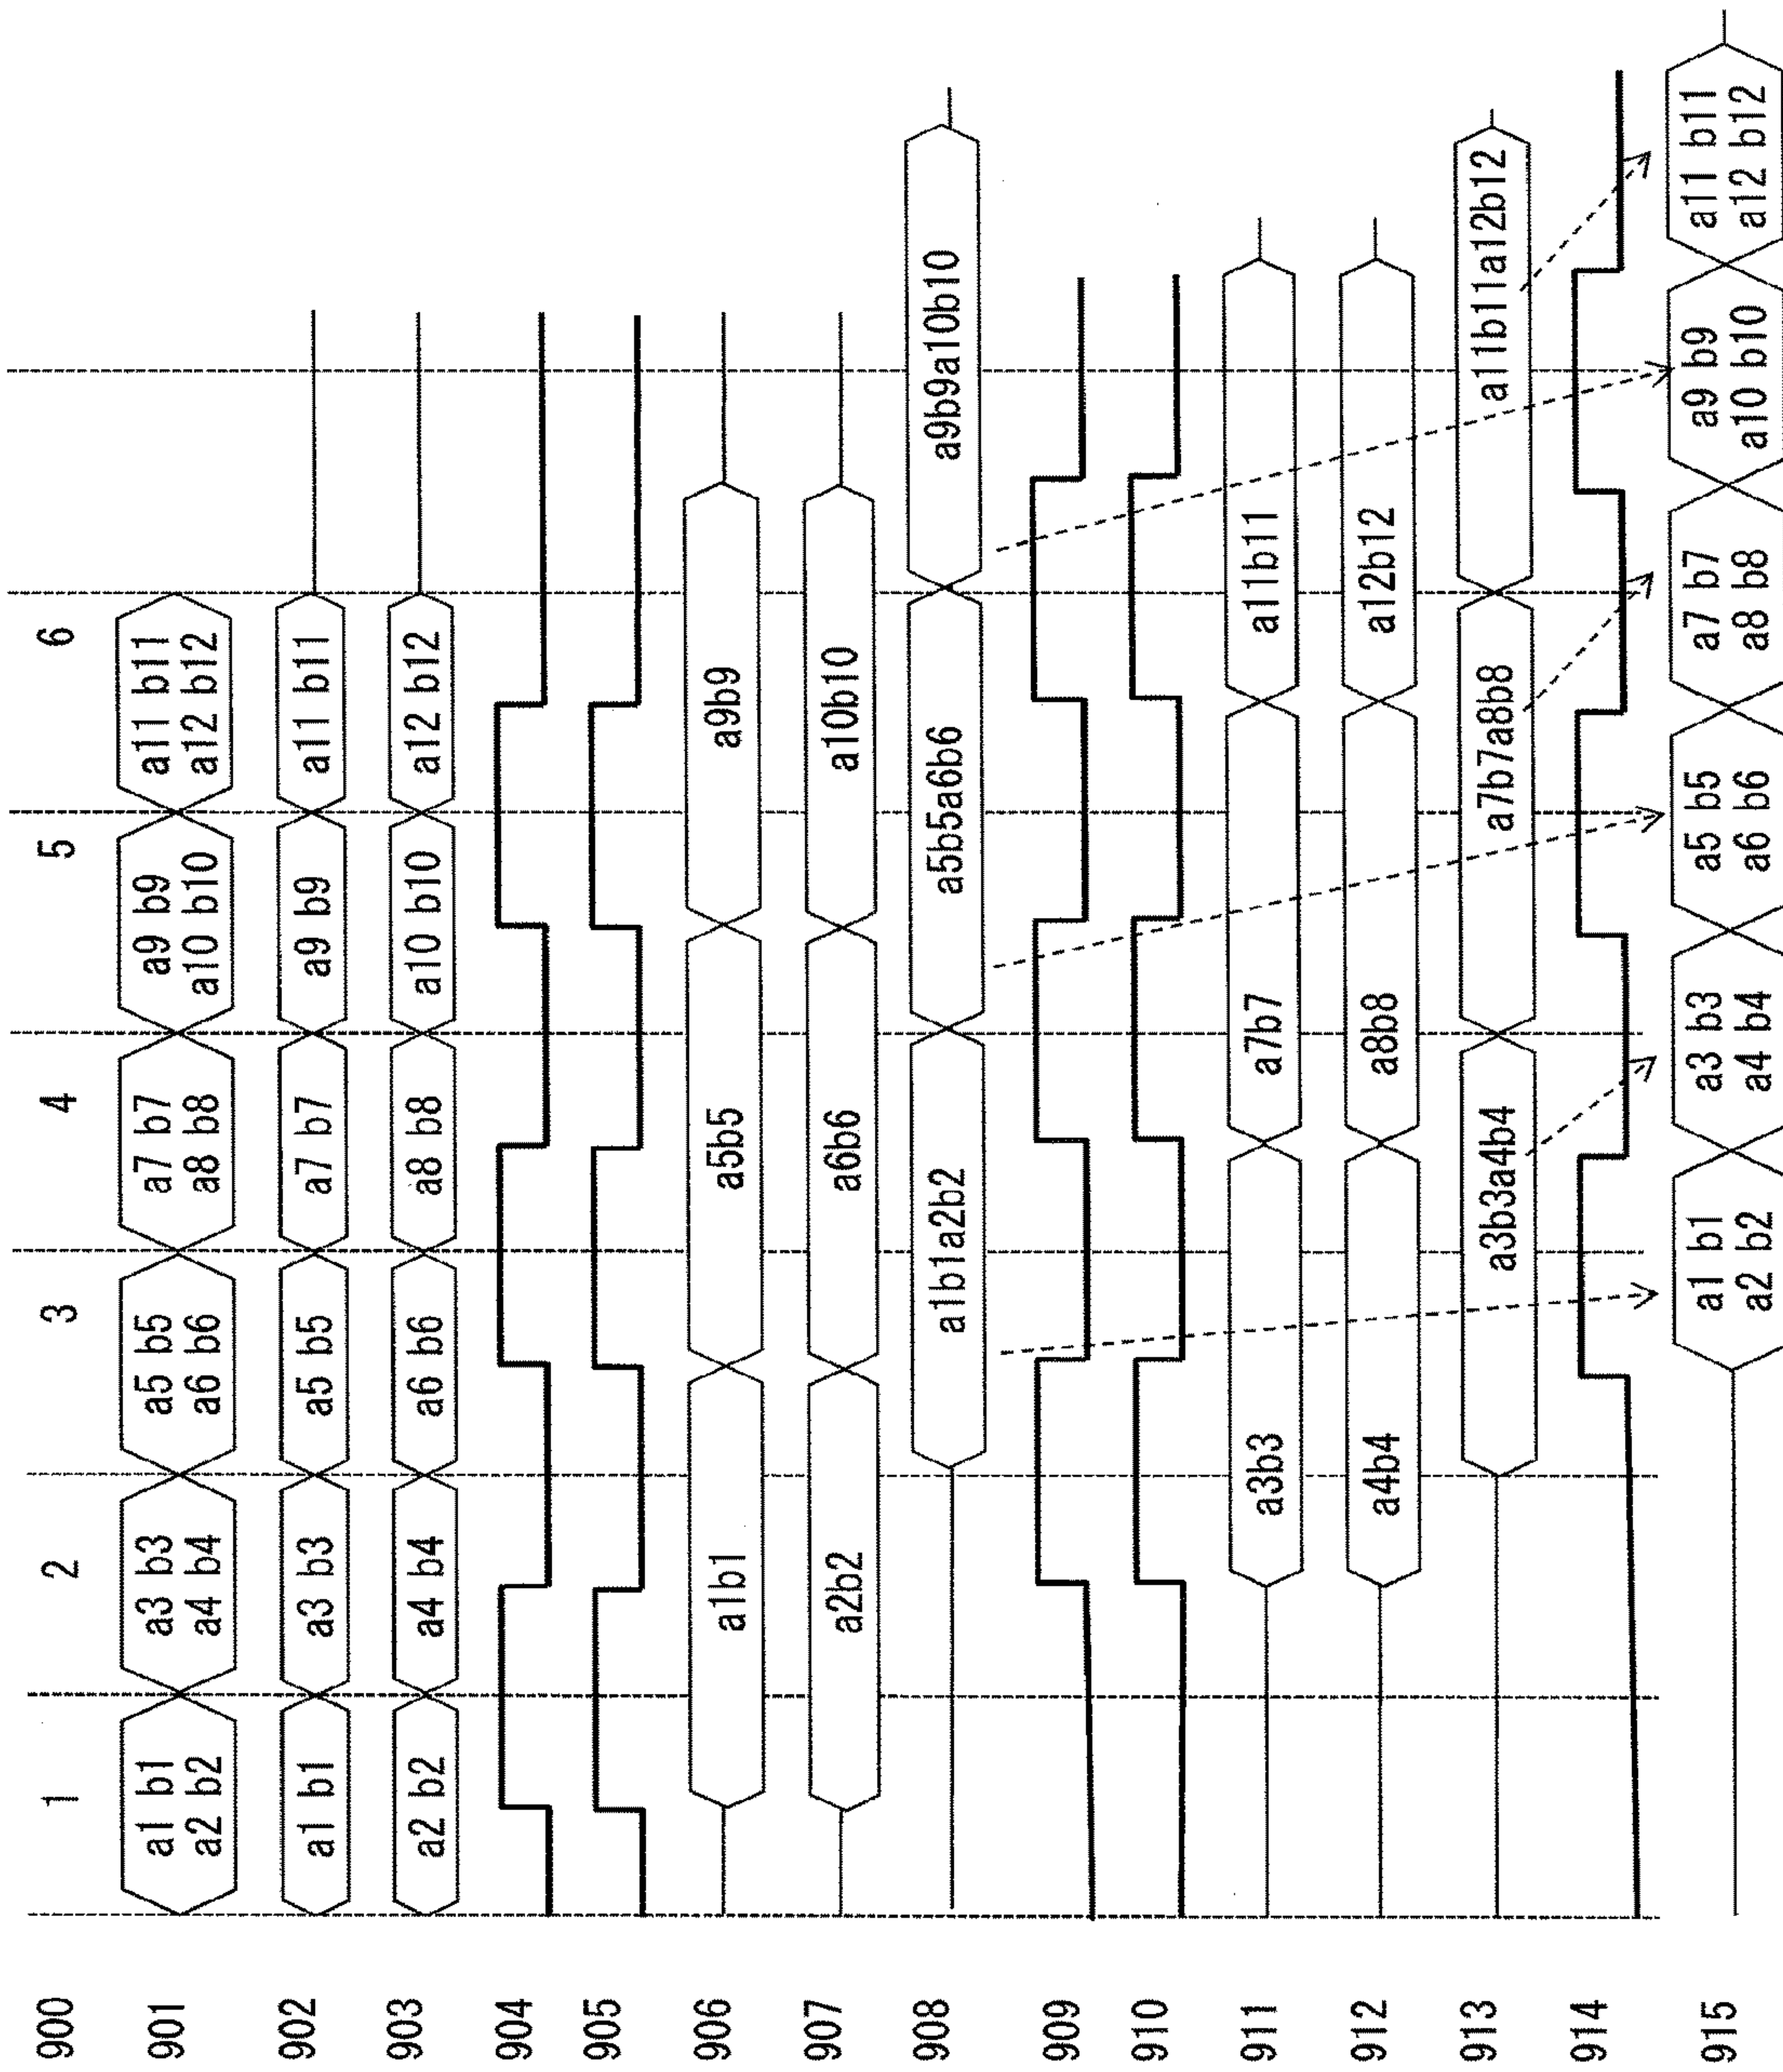 900 1 2 3 4 5 6
901 a1 b1 a3 b3 a5 b5 a7 b7 a9 b9 a11 b11
a2 b2 a4 b4 a6 b6 a8 b8 a10 b10 a12 b12
902 a1 b1 a3 b3 a5 b5 a7 b7 a9 b9 a11 b11
903 a2 b2 a4 b4 a6 b6 a8 b8 a10 b10 a12 b12
904
905
906 a1b1 a5b5 a9b9
907 a2b2 a6b6 a10b10
908 a1b1a2b2 a5b5a6b6 a9b9a10b10
909
910
911 a3b3 a7b7 a11b11
912 a4b4 a8b8 a12b12
913 a3b3a4b4 a7b7a8b8 a11b11a12b12
914
915 a1 b1 a3 b3 a5 b5 a7 b7 a9 b9 a11 b11
a2 b2 a4 b4 a6 b6 a8 b8 a10 b10 a12 b12